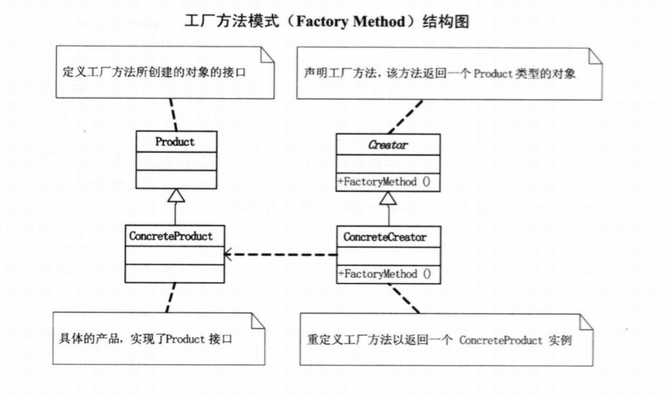 工厂方法模式（Factory Method）结构图
定义工厂方法所创建的对象的接口
声明工厂方法，该方法返回一个Product类型的对象
Product
Creator
+FactoryMethod ()
ConcreteProduct
ConcreteCreator
+FactoryMethod ()
具体的产品，实现了Product 接口
重定义工厂方法以返回一个 ConcreteProduct 实例